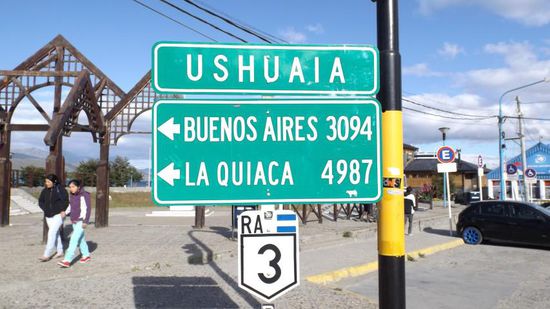 USHUAIA
BUENOS AIRES 3094
LA QUIACA 4987
RA
3
E